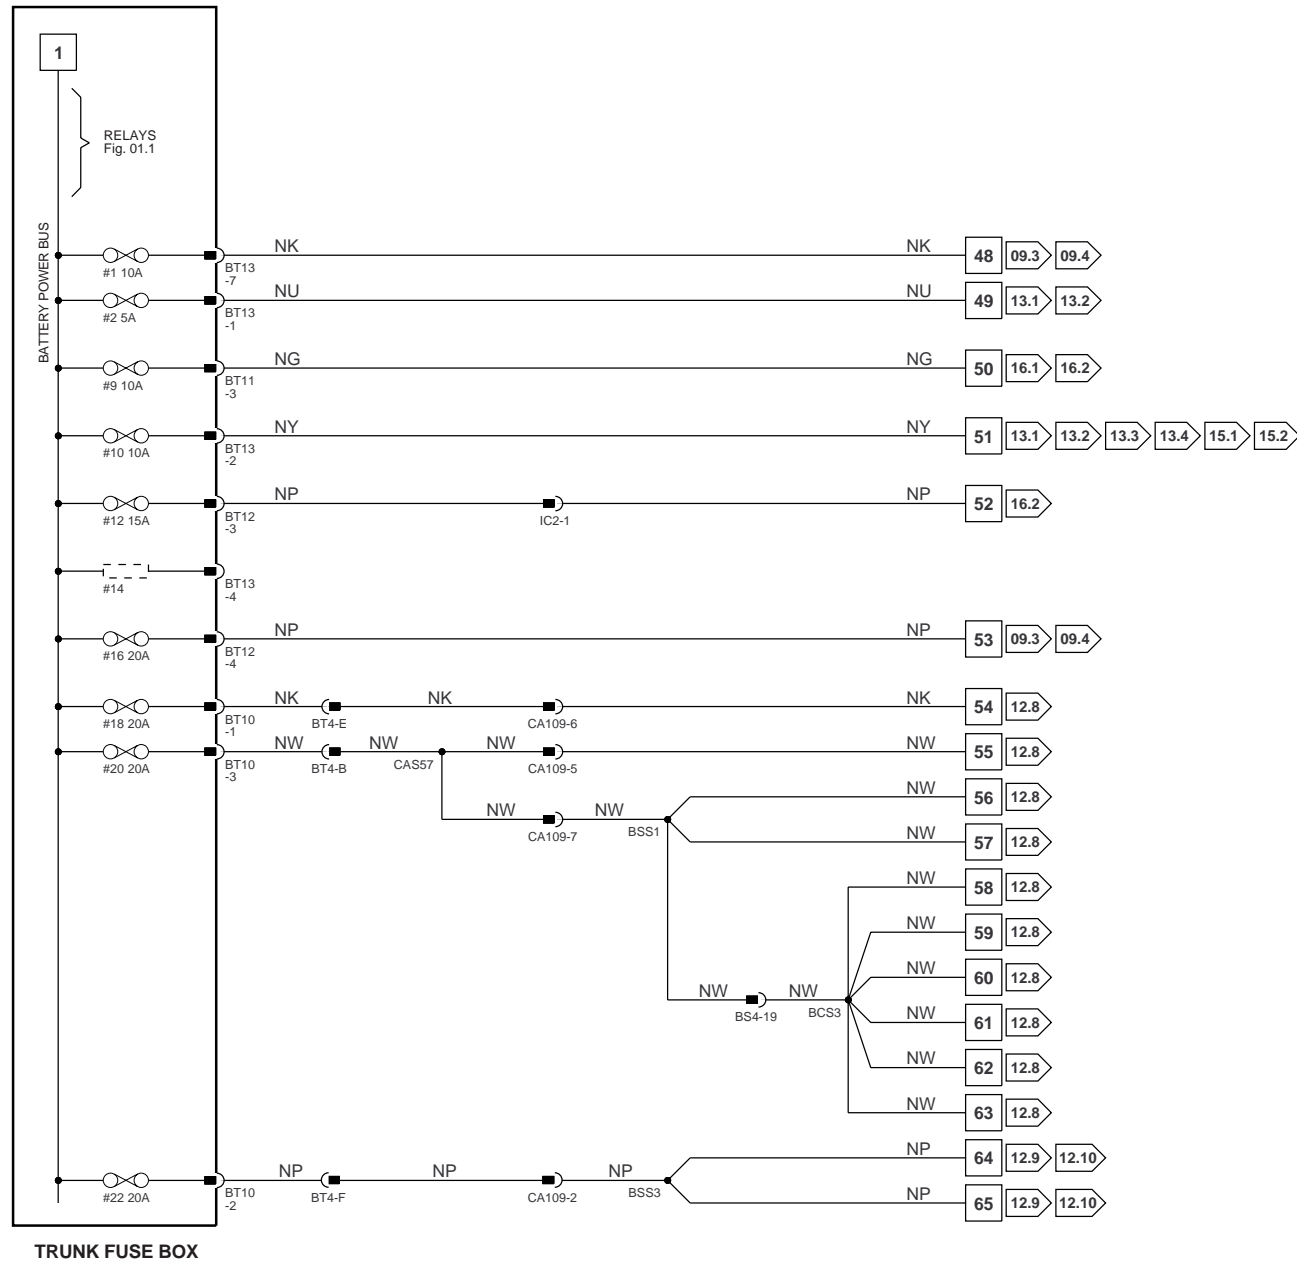 1
RELAYS
Fig. 01.1
BATTERY POWER BUS
#1 10A
BT13
-7
NK
NK
48 09.3 09.4
#2 5A
BT13
-1
NU
NU
49 13.1 13.2
#9 10A
BT11
-3
NG
NG
50 16.1 16.2
#10 10A
BT13
-2
NY
NY
51 13.1 13.2 13.3 13.4 15.1 15.2
#12 15A
BT12
-3
NP
IC2-1
NP
52 16.2
#14
BT13
-4
#16 20A
BT12
-4
NP
NP
53 09.3 09.4
#18 20A
BT10
-1
NK
BT4-E
NK
CA109-6
NK
54 12.8
#20 20A
BT10
-3
NW
BT4-B
NW
CAS57
NW
CA109-5
NW
55 12.8
NW
CA109-7
NW
BSS1
NW
56 12.8
NW
57 12.8
NW
58 12.8
NW
59 12.8
NW
60 12.8
NW
BS4-19
NW
BCS3
NW
61 12.8
NW
62 12.8
NW
63 12.8
#22 20A
BT10
-2
NP
BT4-F
NP
CA109-2
NP
BSS3
NP
64 12.9 12.10
NP
65 12.9 12.10
TRUNK FUSE BOX